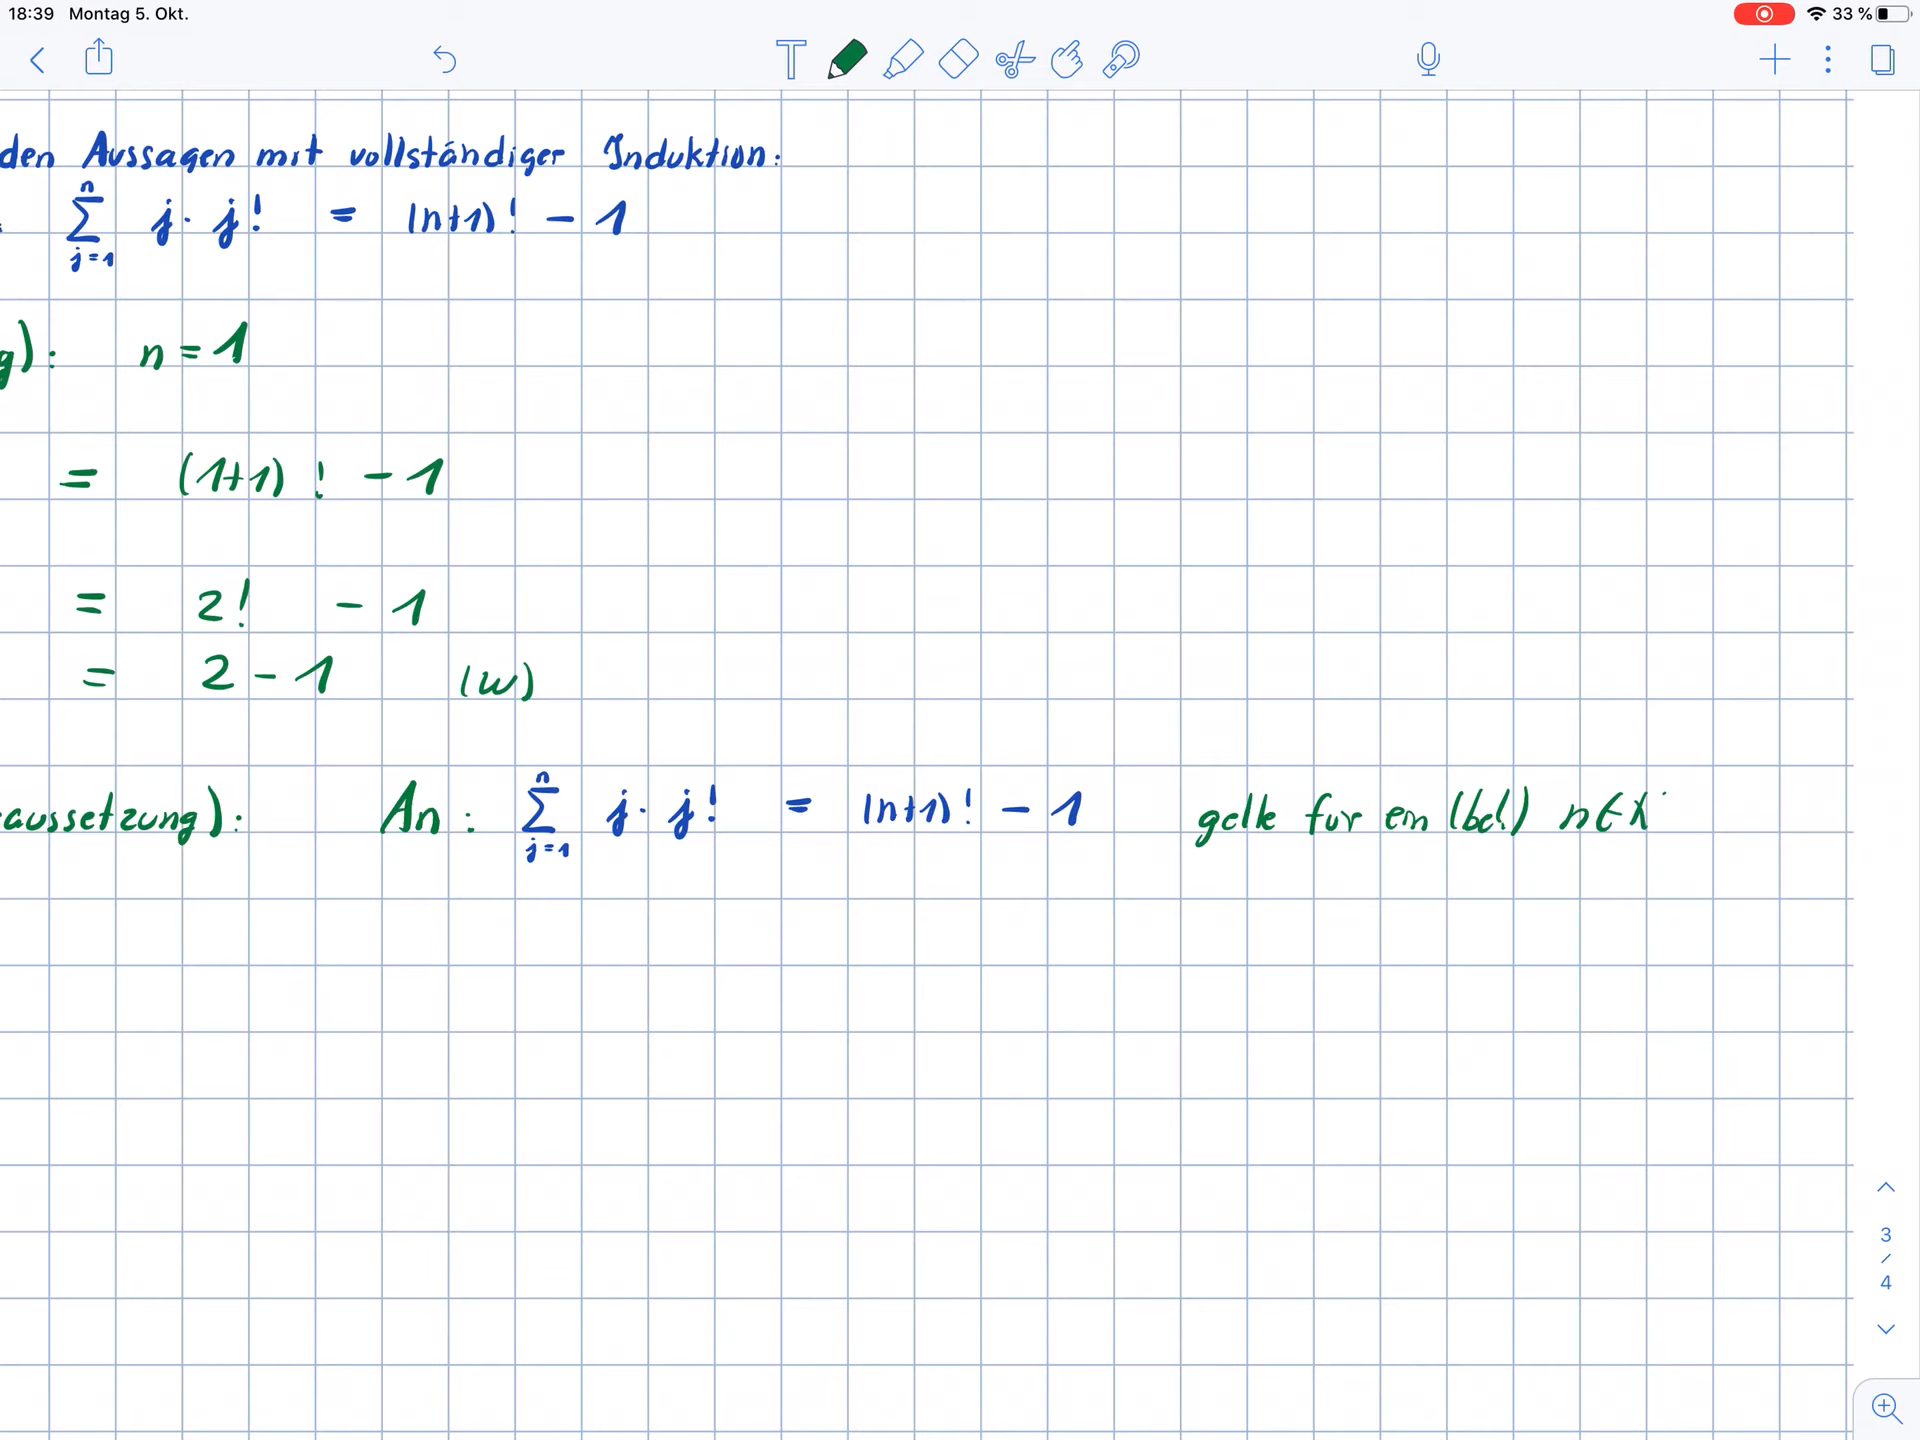 18:39 Montag 5. Okt. 33 %
den Aussagen mit vollständiger Induktion:
n
∑ j · j! = (n+1)! - 1
j=1
g): n = 1
= (1+1) ! - 1
= 2! - 1
= 2 - 1 (w)
n
aussetzung): An: ∑ j · j! = (n+1)! - 1 gelte für ein (bel.) n∈
j=1
3
/
4